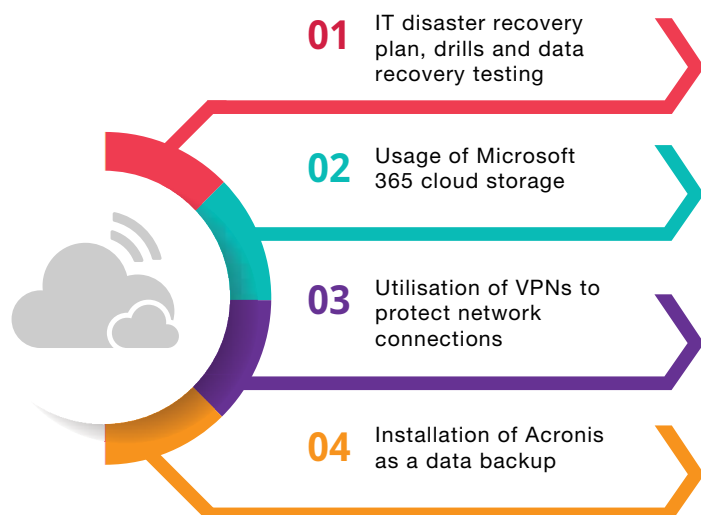 01
IT disaster recovery
plan, drills and data
recovery testing
02
Usage of Microsoft
365 cloud storage
03
Utilisation of VPNs to
protect network
connections
04
Installation of Acronis
as a data backup